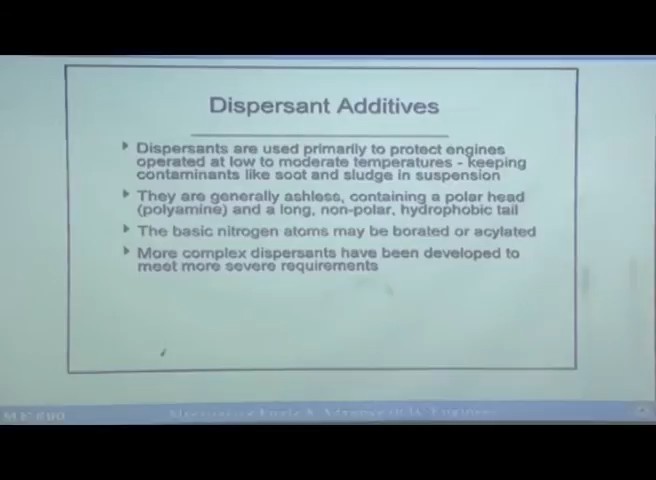 Dispersant Additives
Dispersants are used primarily to protect engines
operated at low to moderate temperatures - keeping
contaminants like soot and sludge in suspension
They are generally ashless, containing a polar head
(polyamine) and a long, non-polar, hydrophobic tail
The basic nitrogen atoms may be borated or acylated
More complex dispersants have been developed to
meet more severe requirements